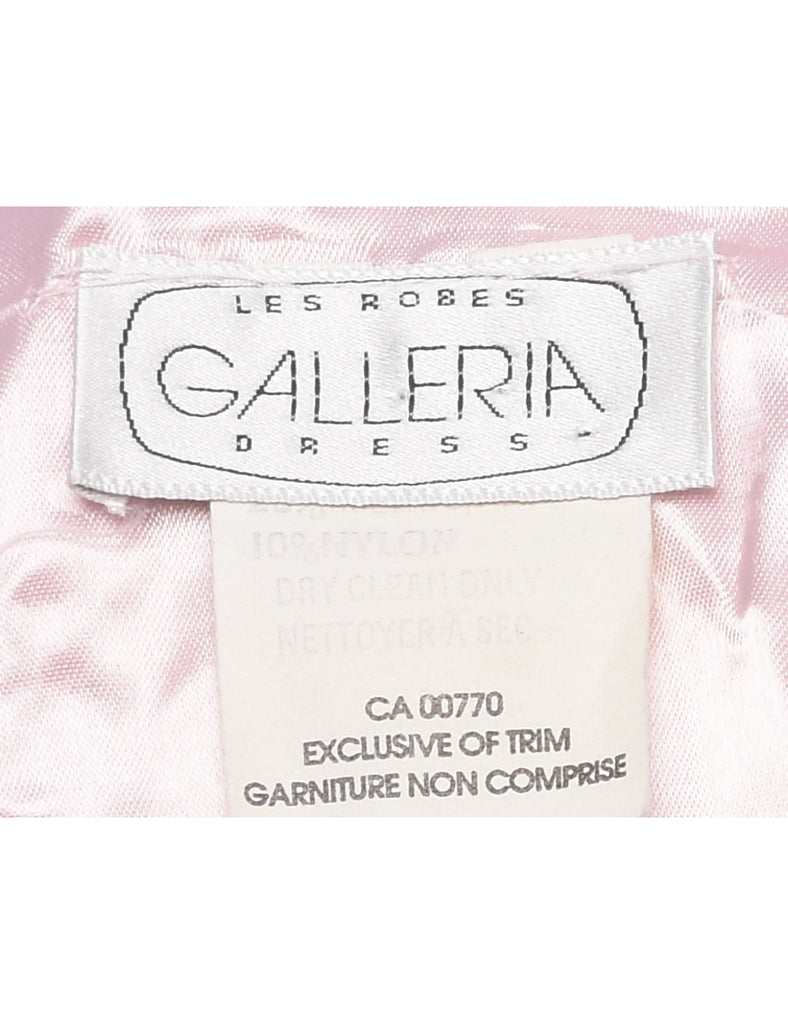 LES ROBES
GALLERIA
DRESS
10% NYLON
DRY CLEAN ONLY
NETTOYER À SEC
CA 00770
EXCLUSIVE OF TRIM
GARNITURE NON COMPRISE